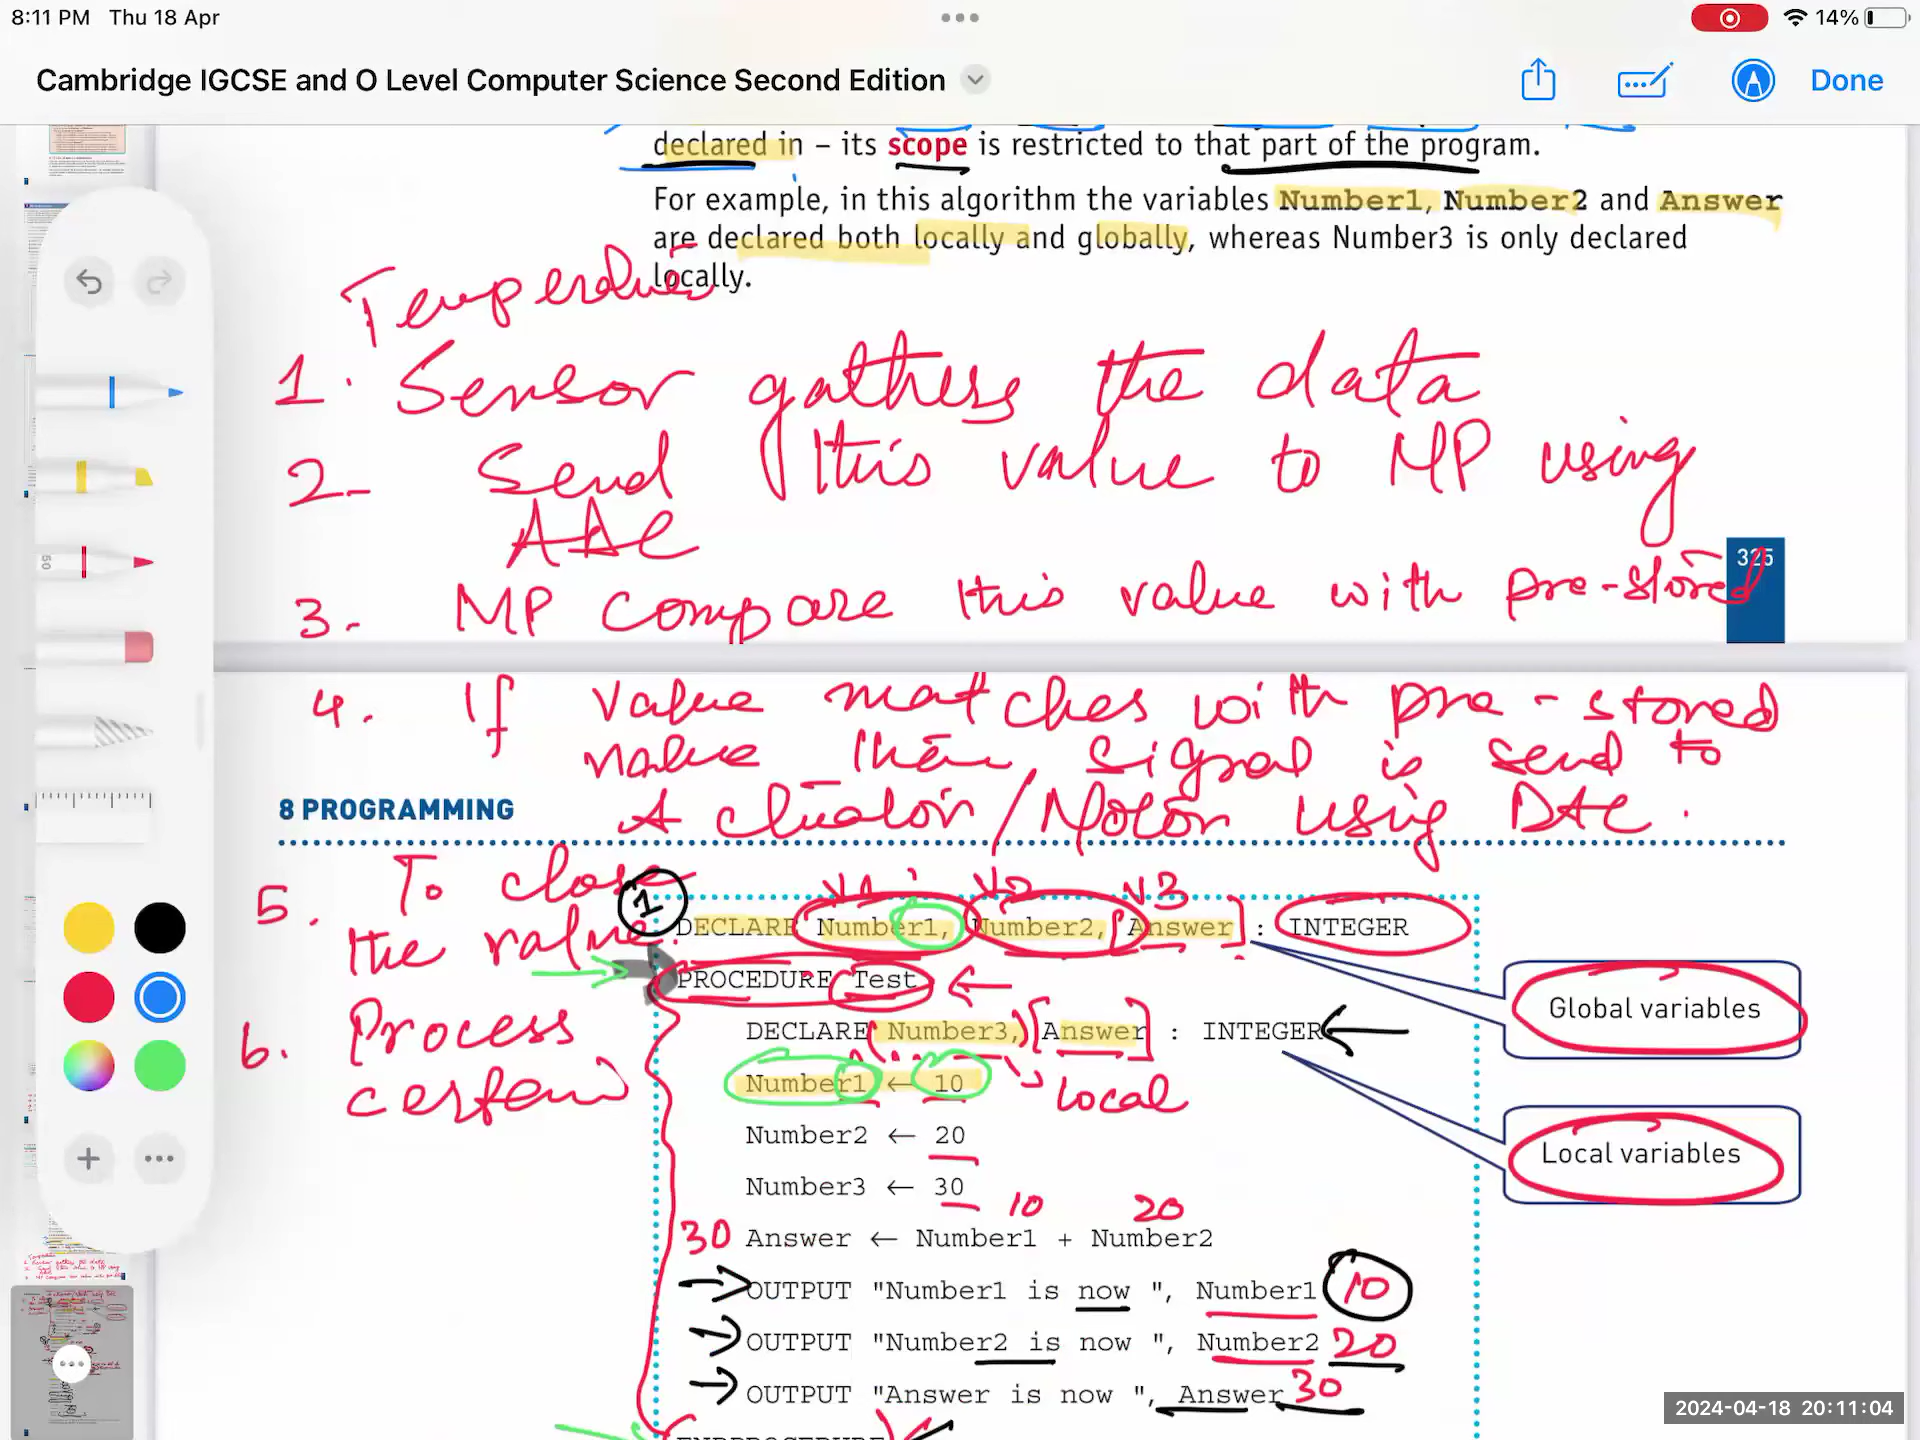 8:11 PM Thu 18 Apr
14%
Cambridge IGCSE and O Level Computer Science Second Edition
Done
declared in – its scope is restricted to that part of the program.
For example, in this algorithm the variables Number1, Number2 and Answer
are declared both locally and globally, whereas Number3 is only declared
locally.
1. Sensor gathers the data
2- Send this value to MP using
ADC
3. MP compare this value with pre-stored
325
50
4. If value matches with pre-stored
value then signal is send to
Actuator/Motor using DAC.
8 PROGRAMMING
5. To close
the value.
6. Process
1
V1 V2 V3
DECLARE Number1, Number2, Answer : INTEGER
PROCEDURE Test
DECLARE Number3, Answer : INTEGER
Number1 ← 10
Local
Number2 ← 20
Number3 ← 30
10 20
30 Answer ← Number1 + Number2
OUTPUT "Number1 is now ", Number1 10
OUTPUT "Number2 is now ", Number2 20
OUTPUT "Answer is now ", Answer 30
ENDPROCEDURE
Global variables
Local variables
2024-04-18 20:11:04